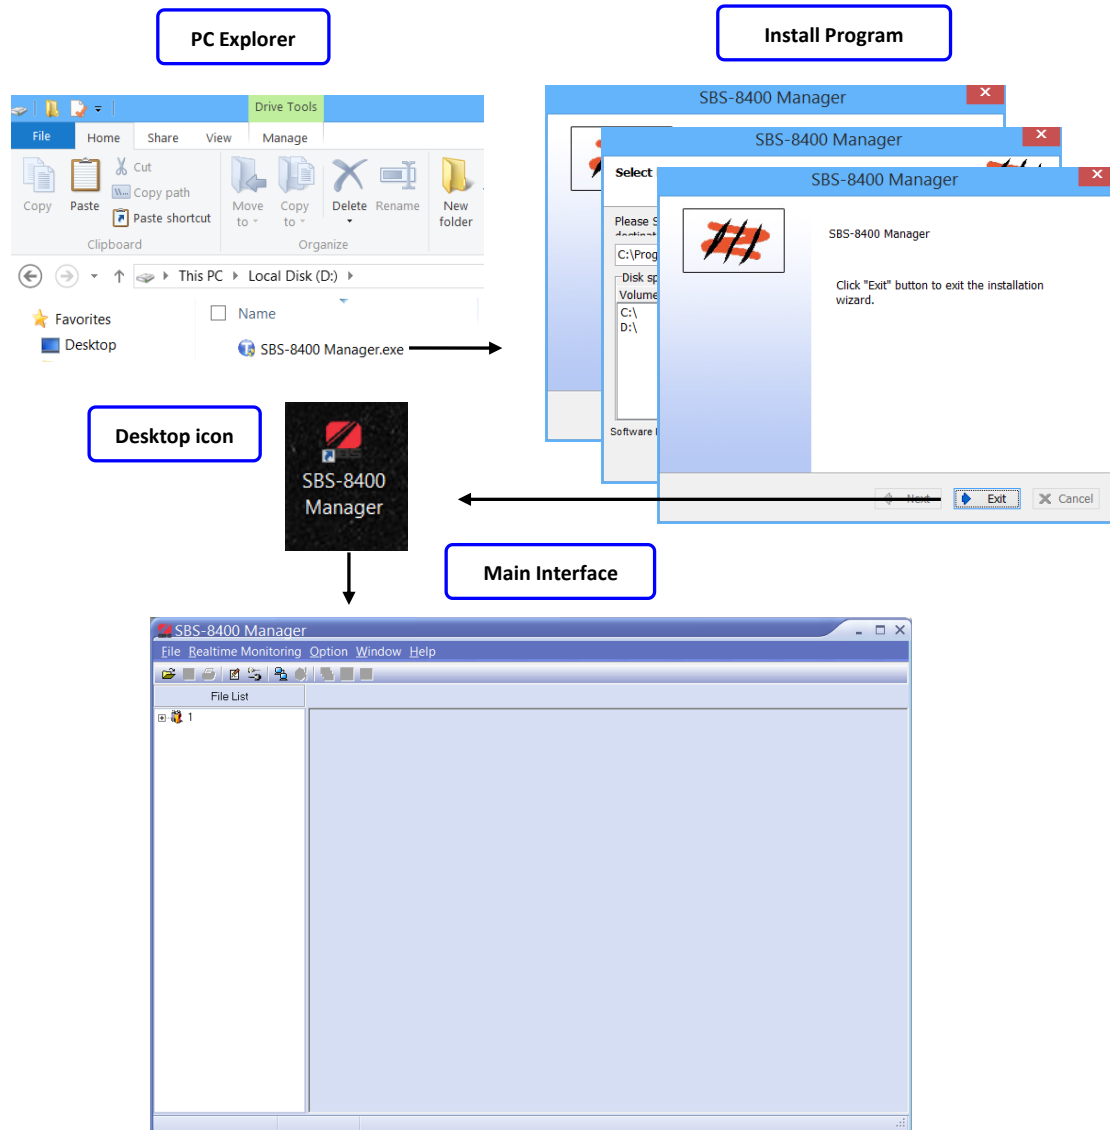 PC Explorer
Install Program
Drive Tools
File Home Share View Manage
Copy
Paste
Cut
Copy path
Paste shortcut
Move to
Copy to
Delete
Rename
New folder
Clipboard
Organize
This PC Local Disk (D:)
Favorites
Desktop
Name
SBS-8400 Manager.exe
SBS-8400 Manager
SBS-8400 Manager
Select
Please S
C:\Prog
Disk sp
Volume
C:\
D:\
Software
SBS-8400 Manager
SBS-8400 Manager
Click "Exit" button to exit the installation
wizard.
Next Exit Cancel
Desktop icon
SBS-8400
Manager
Main Interface
SBS-8400 Manager
File Realtime Monitoring Option Window Help
File List
1